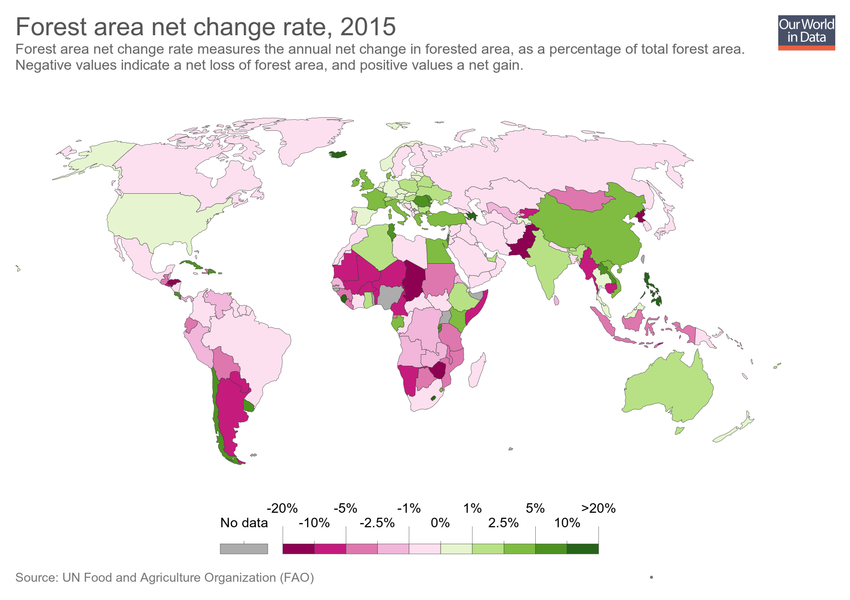 Forest area net change rate, 2015
Our World
in Data
Forest area net change rate measures the annual net change in forested area, as a percentage of total forest area.
Negative values indicate a net loss of forest area, and positive values a net gain.
-20% -5% -1% 1% 5% >20%
No data -10% -2.5% 0% 2.5% 10%
Source: UN Food and Agriculture Organization (FAO)